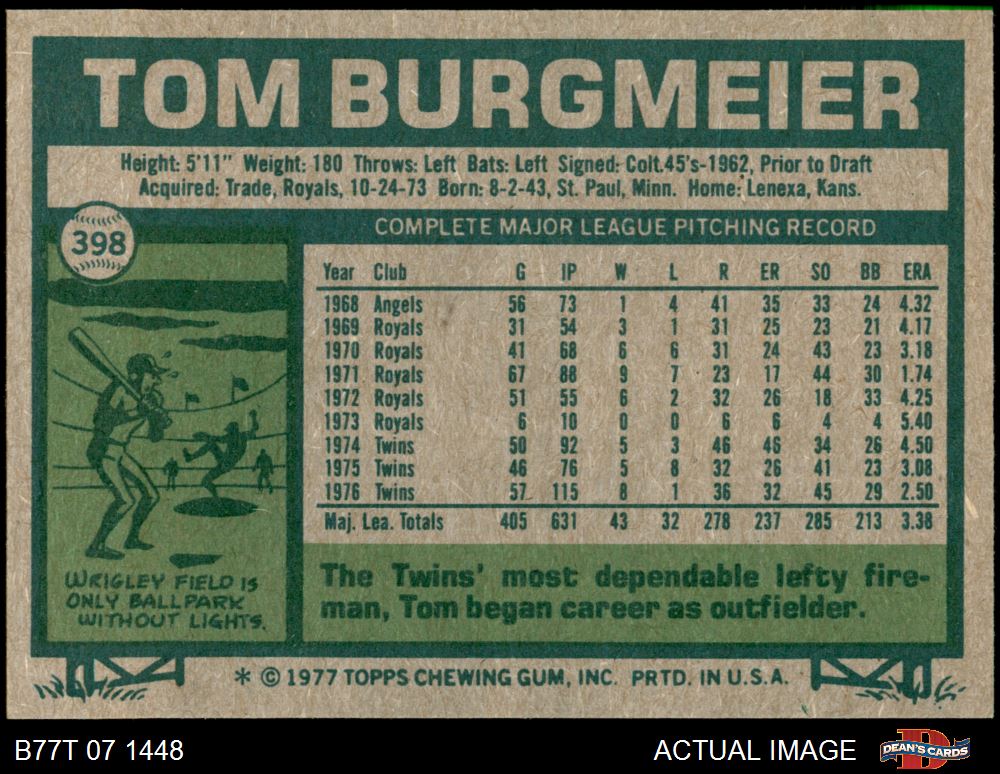 TOM BURGMEIER
Height: 5'11" Weight: 180 Throws: Left Bats: Left Signed: Colt.45's-1962, Prior to Draft
Acquired: Trade, Royals, 10-24-73 Born: 8-2-43, St. Paul, Minn. Home: Lenexa, Kans.
398
COMPLETE MAJOR LEAGUE PITCHING RECORD
Year Club G IP W L R ER SO BB ERA
1968 Angels 56 73 1 4 41 35 33 24 4.32
1969 Royals 31 54 3 1 31 25 23 21 4.17
1970 Royals 41 68 6 6 31 24 43 23 3.18
1971 Royals 67 88 9 7 23 17 44 30 1.74
1972 Royals 51 55 6 2 32 26 18 33 4.25
1973 Royals 6 10 0 0 6 6 4 4 5.40
1974 Twins 50 92 5 3 46 46 34 26 4.50
1975 Twins 46 76 5 8 32 26 41 23 3.08
1976 Twins 57 115 8 1 36 32 45 29 2.50
Maj. Lea. Totals 405 631 43 32 278 237 285 213 3.38
WRIGLEY FIELD IS
ONLY BALLPARK
WITHOUT LIGHTS.
The Twins' most dependable lefty fire-
man, Tom began career as outfielder.
* © 1977 TOPPS CHEWING GUM, INC. PRTD. IN U.S.A.
B77T 07 1448
ACTUAL IMAGE
DEAN'S CARDS